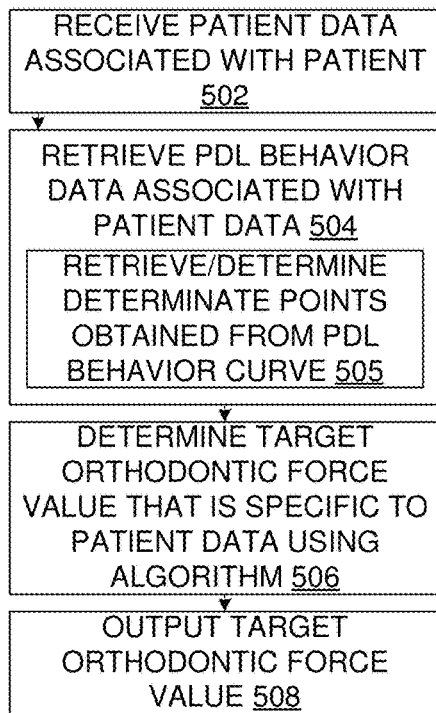 RECEIVE PATIENT DATA
ASSOCIATED WITH PATIENT
502
RETRIEVE PDL BEHAVIOR
DATA ASSOCIATED WITH
PATIENT DATA 504
RETRIEVE/DETERMINE
DETERMINATE POINTS
OBTAINED FROM PDL
BEHAVIOR CURVE 505
DETERMINE TARGET
ORTHODONTIC FORCE
VALUE THAT IS SPECIFIC TO
PATIENT DATA USING
ALGORITHM 506
OUTPUT TARGET
ORTHODONTIC FORCE
VALUE 508